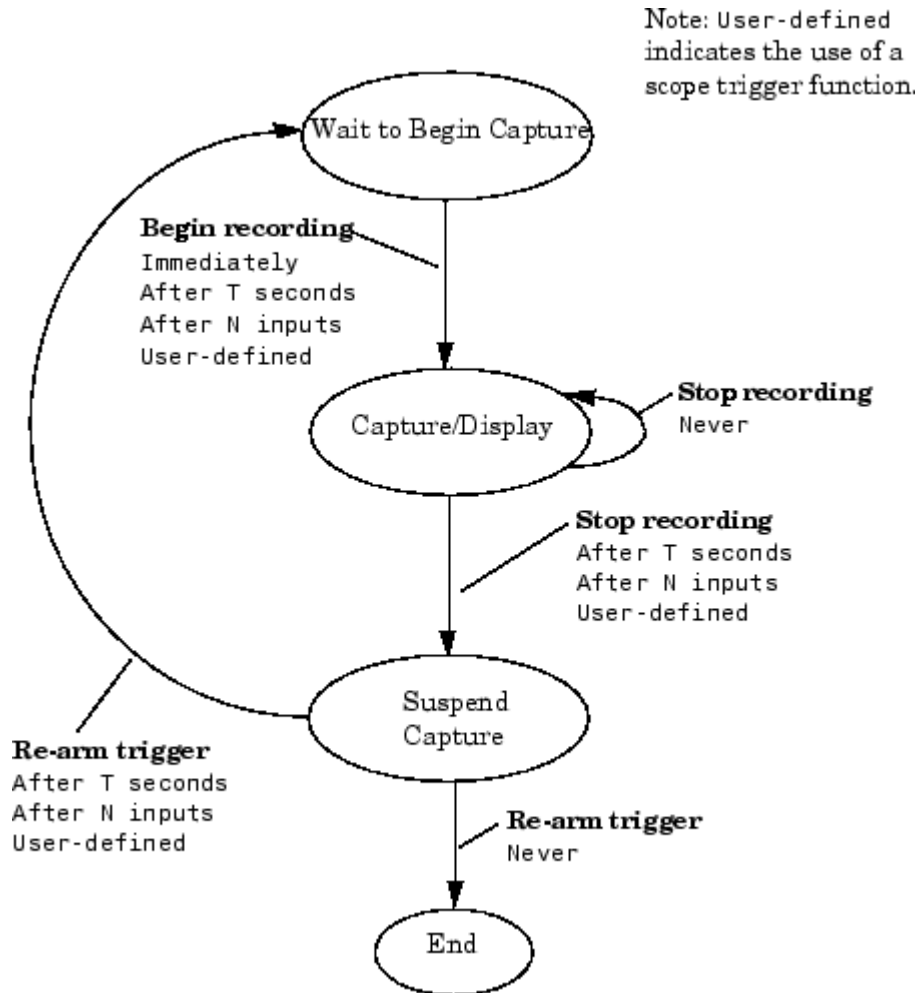 Note: User-defined
indicates the use of a
scope trigger function.
Wait to Begin Capture
Begin recording
Immediately
After T seconds
After N inputs
User-defined
Capture/Display
Stop recording
Never
Stop recording
After T seconds
After N inputs
User-defined
Suspend
Capture
Re-arm trigger
After T seconds
After N inputs
User-defined
Re-arm trigger
Never
End